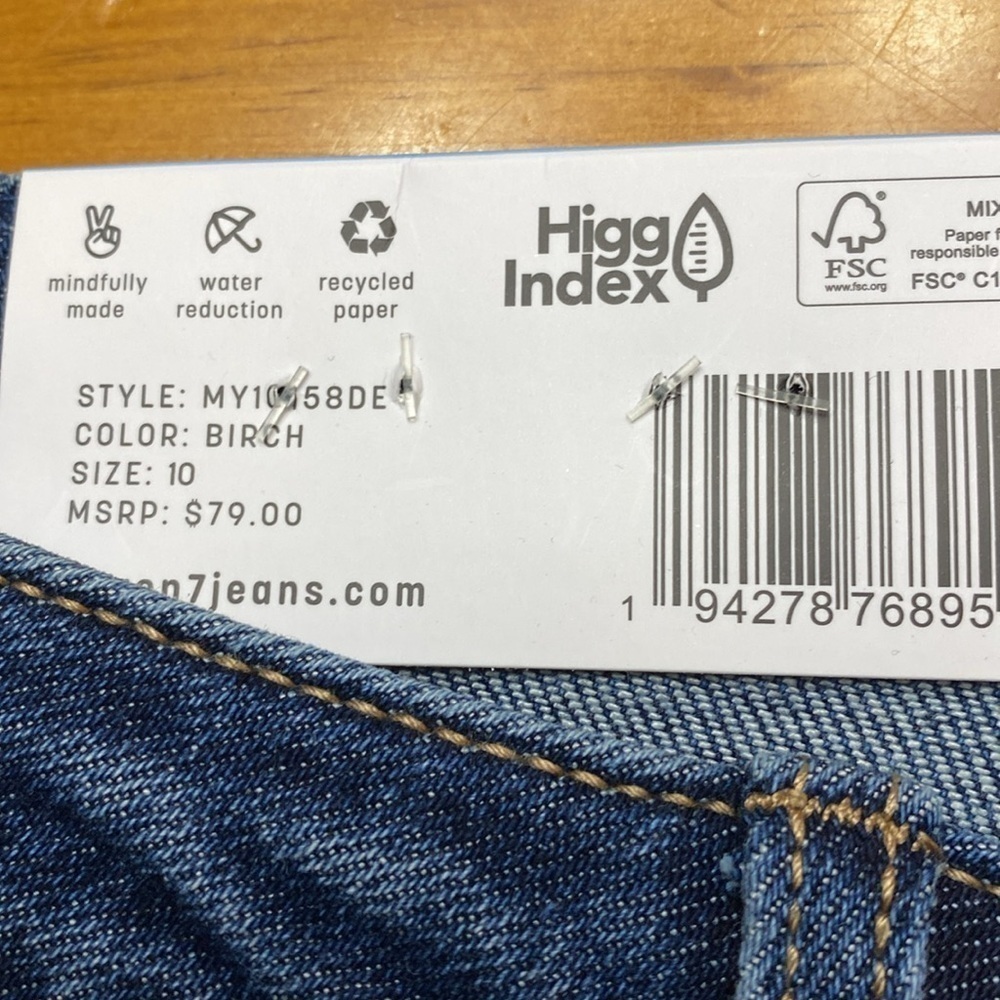 mindfully
made
water
reduction
recycled
paper
Higg
Index
FSC
www.fsc.org
MIX
Paper f
responsible
FSC® C1
COLOR: BIRCH
SIZE: 10
MSRP: $79.00
STYLE:
n7jeans.com
1 94278 76895